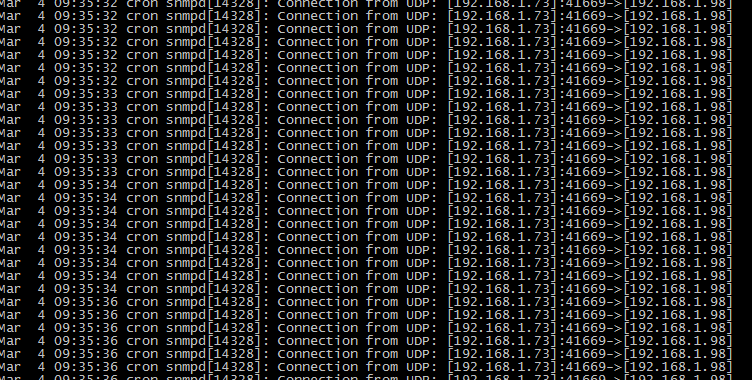 Mar  4 09:35:32 cron snmpd[14328]: Connection from UDP: [192.168.1.73]:41669->[192.168.1.98]
Mar  4 09:35:32 cron snmpd[14328]: Connection from UDP: [192.168.1.73]:41669->[192.168.1.98]
Mar  4 09:35:32 cron snmpd[14328]: Connection from UDP: [192.168.1.73]:41669->[192.168.1.98]
Mar  4 09:35:32 cron snmpd[14328]: Connection from UDP: [192.168.1.73]:41669->[192.168.1.98]
Mar  4 09:35:32 cron snmpd[14328]: Connection from UDP: [192.168.1.73]:41669->[192.168.1.98]
Mar  4 09:35:32 cron snmpd[14328]: Connection from UDP: [192.168.1.73]:41669->[192.168.1.98]
Mar  4 09:35:32 cron snmpd[14328]: Connection from UDP: [192.168.1.73]:41669->[192.168.1.98]
Mar  4 09:35:33 cron snmpd[14328]: Connection from UDP: [192.168.1.73]:41669->[192.168.1.98]
Mar  4 09:35:33 cron snmpd[14328]: Connection from UDP: [192.168.1.73]:41669->[192.168.1.98]
Mar  4 09:35:33 cron snmpd[14328]: Connection from UDP: [192.168.1.73]:41669->[192.168.1.98]
Mar  4 09:35:33 cron snmpd[14328]: Connection from UDP: [192.168.1.73]:41669->[192.168.1.98]
Mar  4 09:35:33 cron snmpd[14328]: Connection from UDP: [192.168.1.73]:41669->[192.168.1.98]
Mar  4 09:35:33 cron snmpd[14328]: Connection from UDP: [192.168.1.73]:41669->[192.168.1.98]
Mar  4 09:35:33 cron snmpd[14328]: Connection from UDP: [192.168.1.73]:41669->[192.168.1.98]
Mar  4 09:35:34 cron snmpd[14328]: Connection from UDP: [192.168.1.73]:41669->[192.168.1.98]
Mar  4 09:35:34 cron snmpd[14328]: Connection from UDP: [192.168.1.73]:41669->[192.168.1.98]
Mar  4 09:35:34 cron snmpd[14328]: Connection from UDP: [192.168.1.73]:41669->[192.168.1.98]
Mar  4 09:35:34 cron snmpd[14328]: Connection from UDP: [192.168.1.73]:41669->[192.168.1.98]
Mar  4 09:35:34 cron snmpd[14328]: Connection from UDP: [192.168.1.73]:41669->[192.168.1.98]
Mar  4 09:35:34 cron snmpd[14328]: Connection from UDP: [192.168.1.73]:41669->[192.168.1.98]
Mar  4 09:35:34 cron snmpd[14328]: Connection from UDP: [192.168.1.73]:41669->[192.168.1.98]
Mar  4 09:35:34 cron snmpd[14328]: Connection from UDP: [192.168.1.73]:41669->[192.168.1.98]
Mar  4 09:35:34 cron snmpd[14328]: Connection from UDP: [192.168.1.73]:41669->[192.168.1.98]
Mar  4 09:35:36 cron snmpd[14328]: Connection from UDP: [192.168.1.73]:41669->[192.168.1.98]
Mar  4 09:35:36 cron snmpd[14328]: Connection from UDP: [192.168.1.73]:41669->[192.168.1.98]
Mar  4 09:35:36 cron snmpd[14328]: Connection from UDP: [192.168.1.73]:41669->[192.168.1.98]
Mar  4 09:35:36 cron snmpd[14328]: Connection from UDP: [192.168.1.73]:41669->[192.168.1.98]
Mar  4 09:35:36 cron snmpd[14328]: Connection from UDP: [192.168.1.73]:41669->[192.168.1.98]
Mar  4 09:35:36 cron snmpd[14328]: Connection from UDP: [192.168.1.73]:41669->[192.168.1.98]